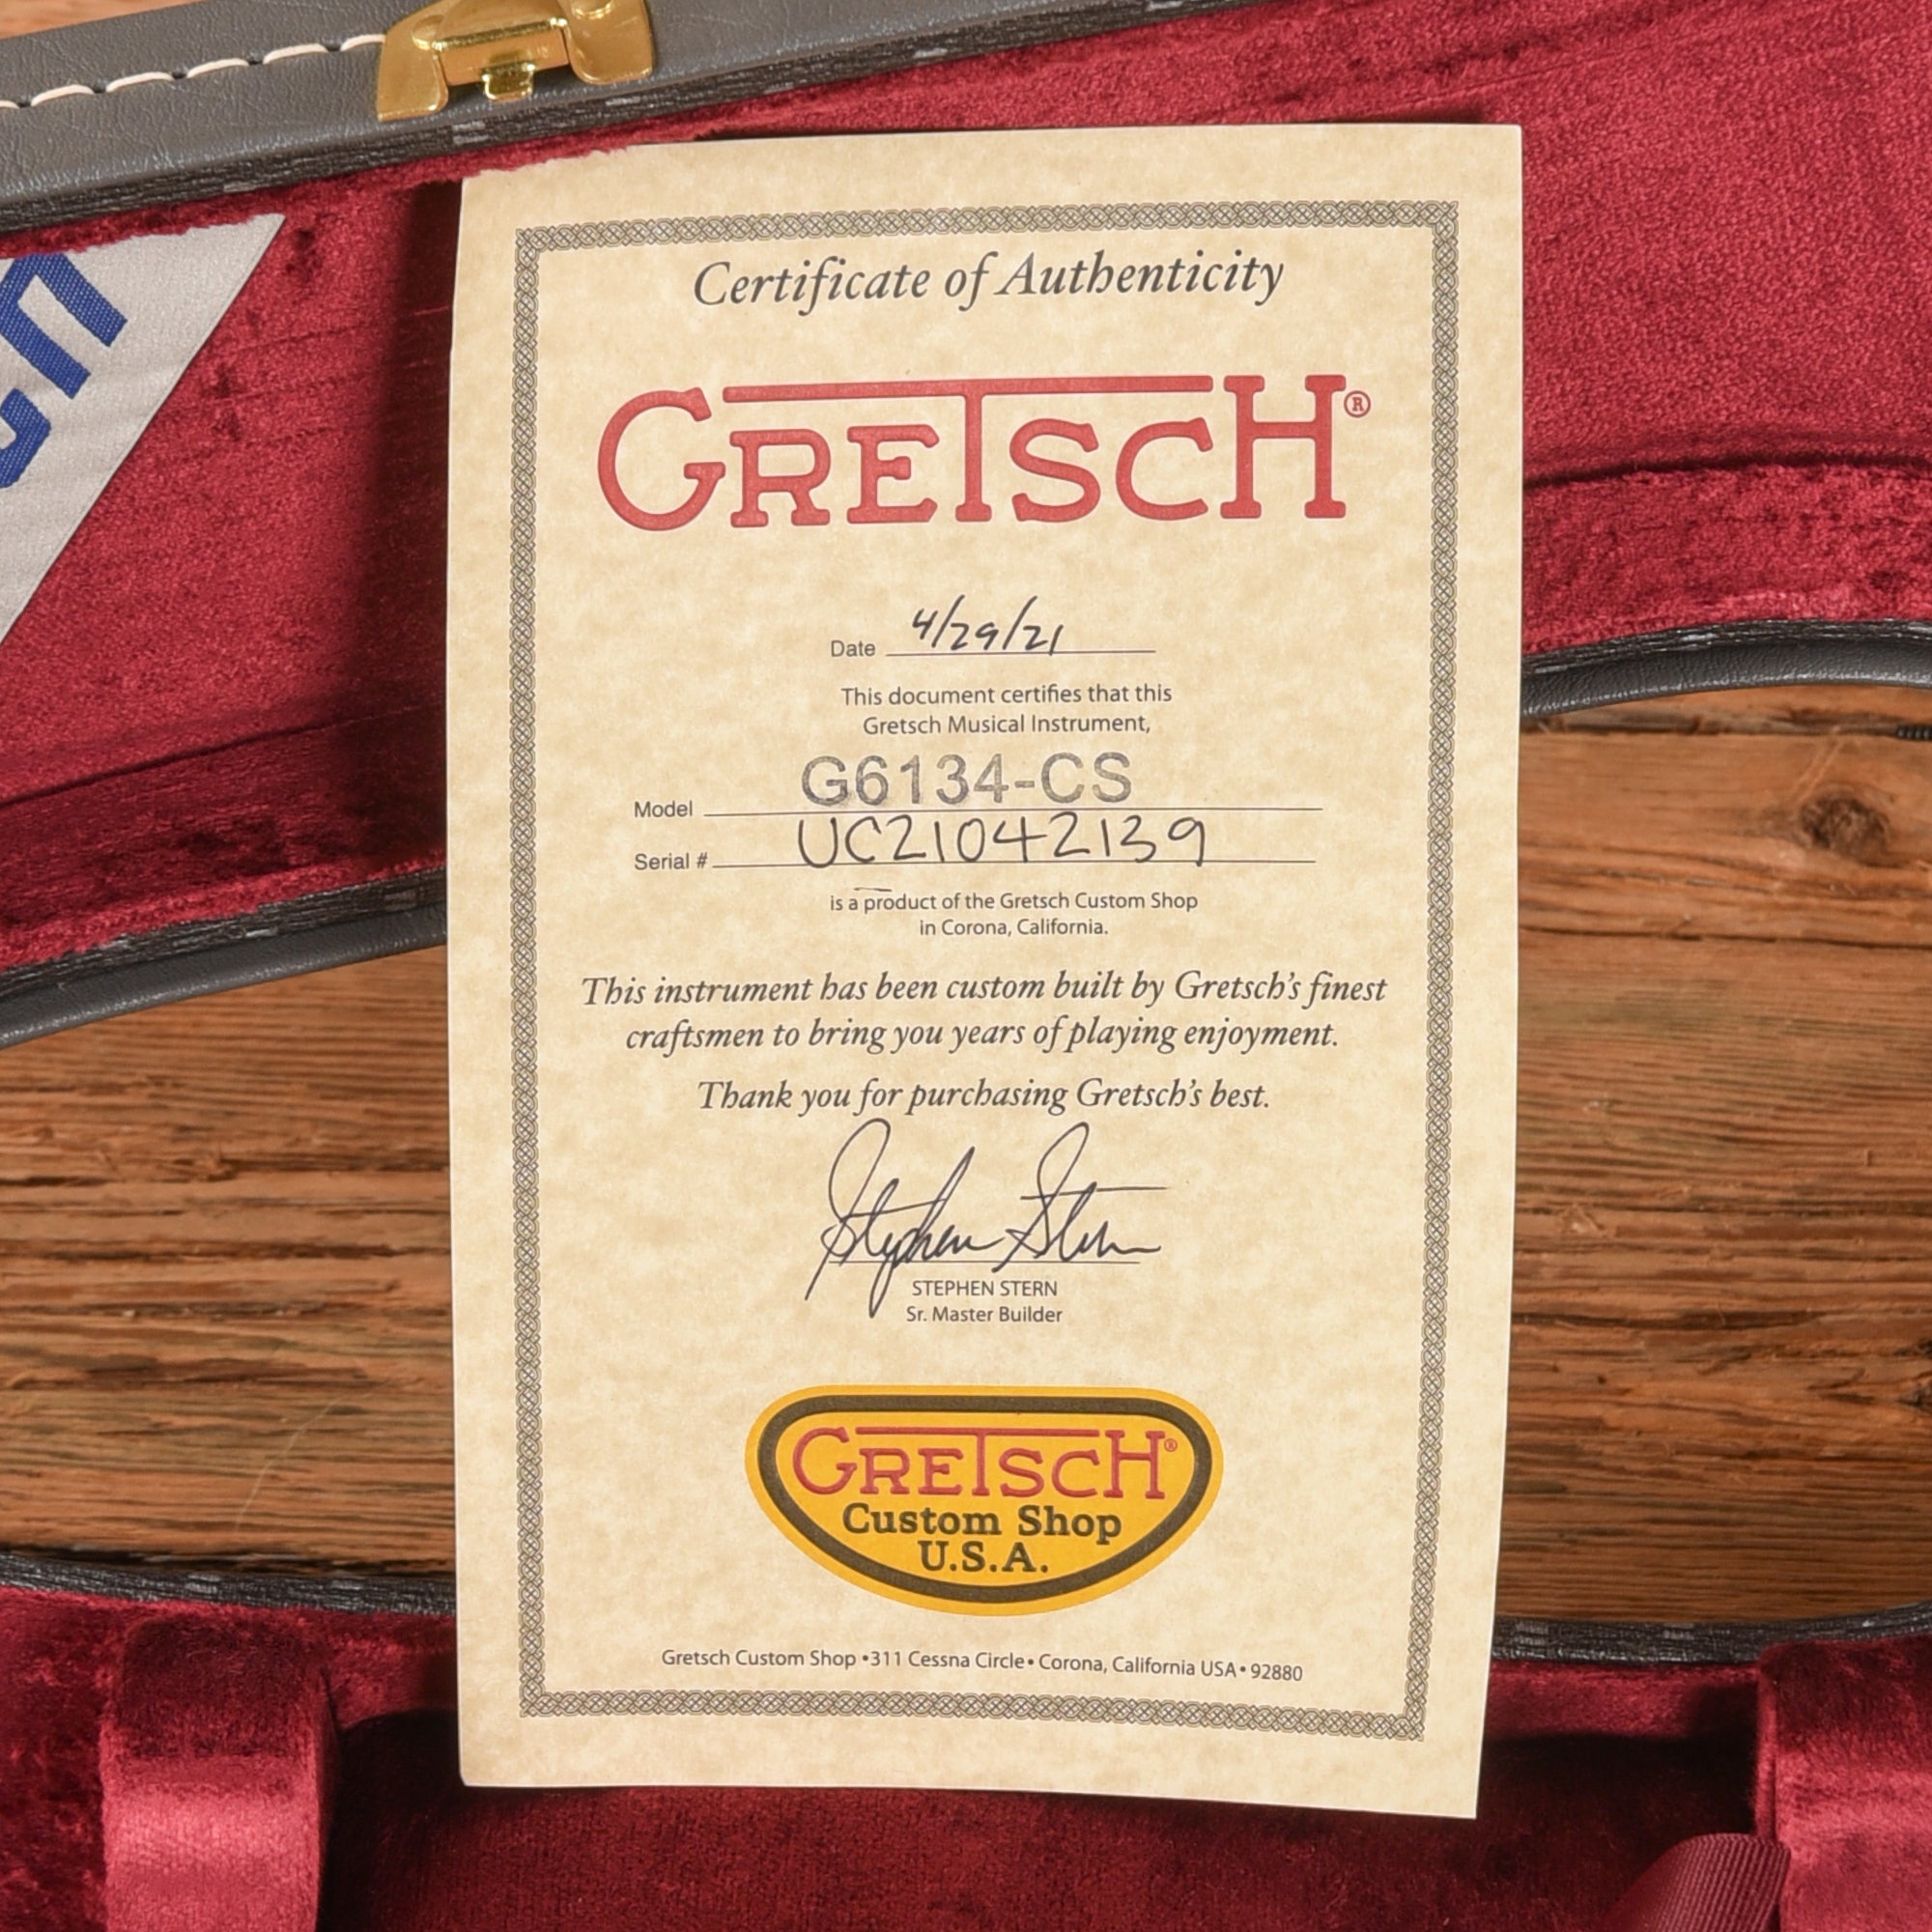 Certificate of Authenticity
GRETSCH®
Date 4/29/21
This document certifies that this
Gretsch Musical Instrument,
Model G6134-CS
Serial # UC21042139
is a product of the Gretsch Custom Shop
in Corona, California.
This instrument has been custom built by Gretsch's finest
craftsmen to bring you years of playing enjoyment.
Thank you for purchasing Gretsch's best.
Stephen Stern
STEPHEN STERN
Sr. Master Builder
GRETSCH®
Custom Shop
U.S.A.
Gretsch Custom Shop •311 Cessna Circle• Corona, California USA• 92880